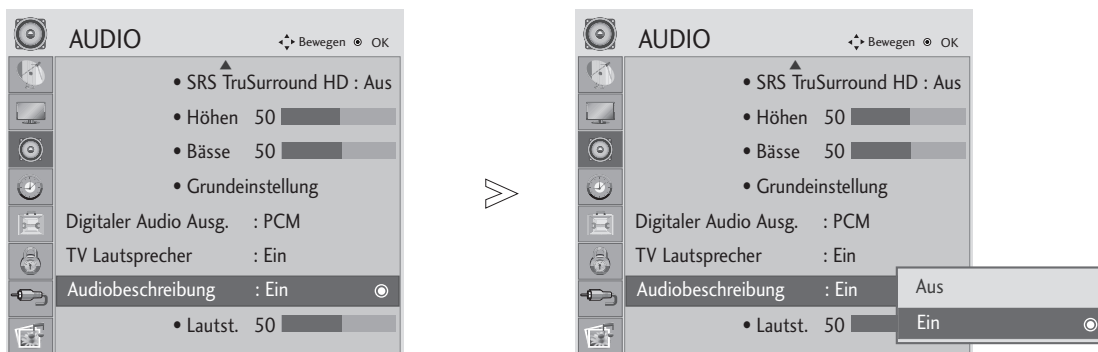 AUDIO
Bewegen OK
• SRS TruSurround HD : Aus
• Höhen 50
• Bässe 50
• Grundeinstellung
Digitaler Audio Ausg. : PCM
TV Lautsprecher : Ein
Audiobeschreibung : Ein
• Lautst. 50
AUDIO
Bewegen OK
• SRS TruSurround HD : Aus
• Höhen 50
• Bässe 50
• Grundeinstellung
Digitaler Audio Ausg. : PCM
TV Lautsprecher : Ein
Audiobeschreibung : Ein
• Lautst. 50
Aus
Ein